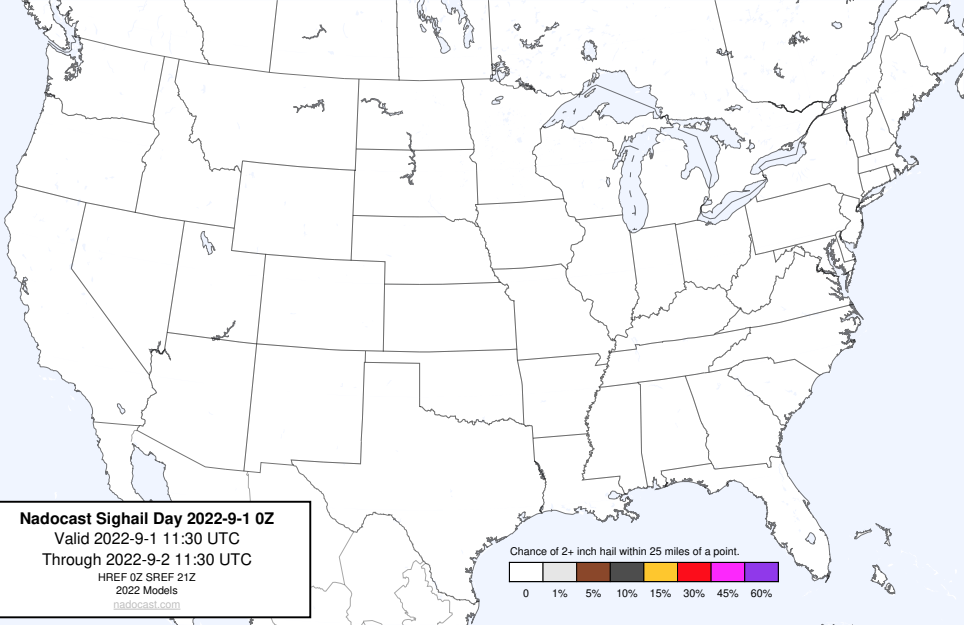 Nadocast Sighail Day 2022-9-1 0Z
Valid 2022-9-1 11:30 UTC
Through 2022-9-2 11:30 UTC
HREF 0Z SREF 21Z
2022 Models
nadocast.com
Chance of 2+ inch hail within 25 miles of a point.
0 1% 5% 10% 15% 30% 45% 60%